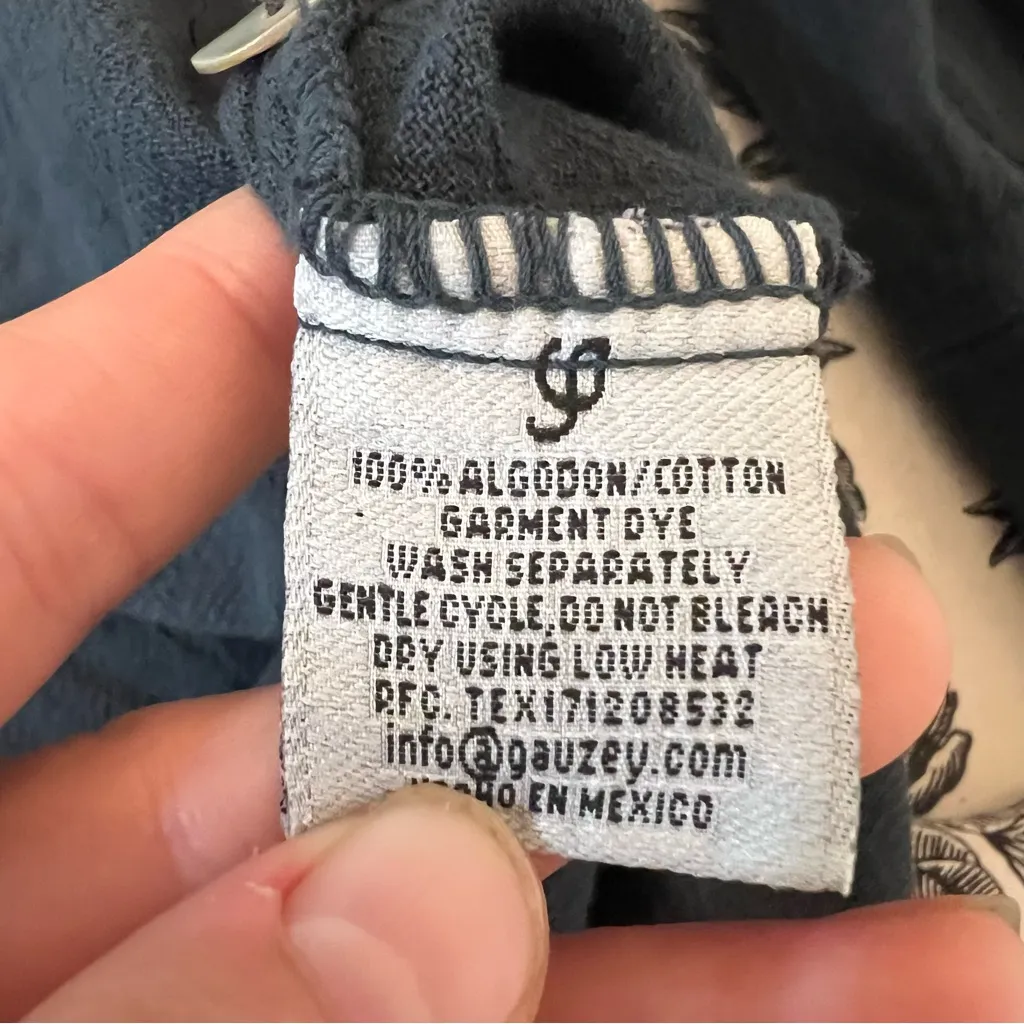 100% ALGODON/COTTON
GARMENT DYE
WASH SEPARATELY
GENTLE CYCLE,DO NOT BLEACH
DRY USING LOW HEAT
RFC. TEX171208532
info@gauzey.com
EN MEXICO